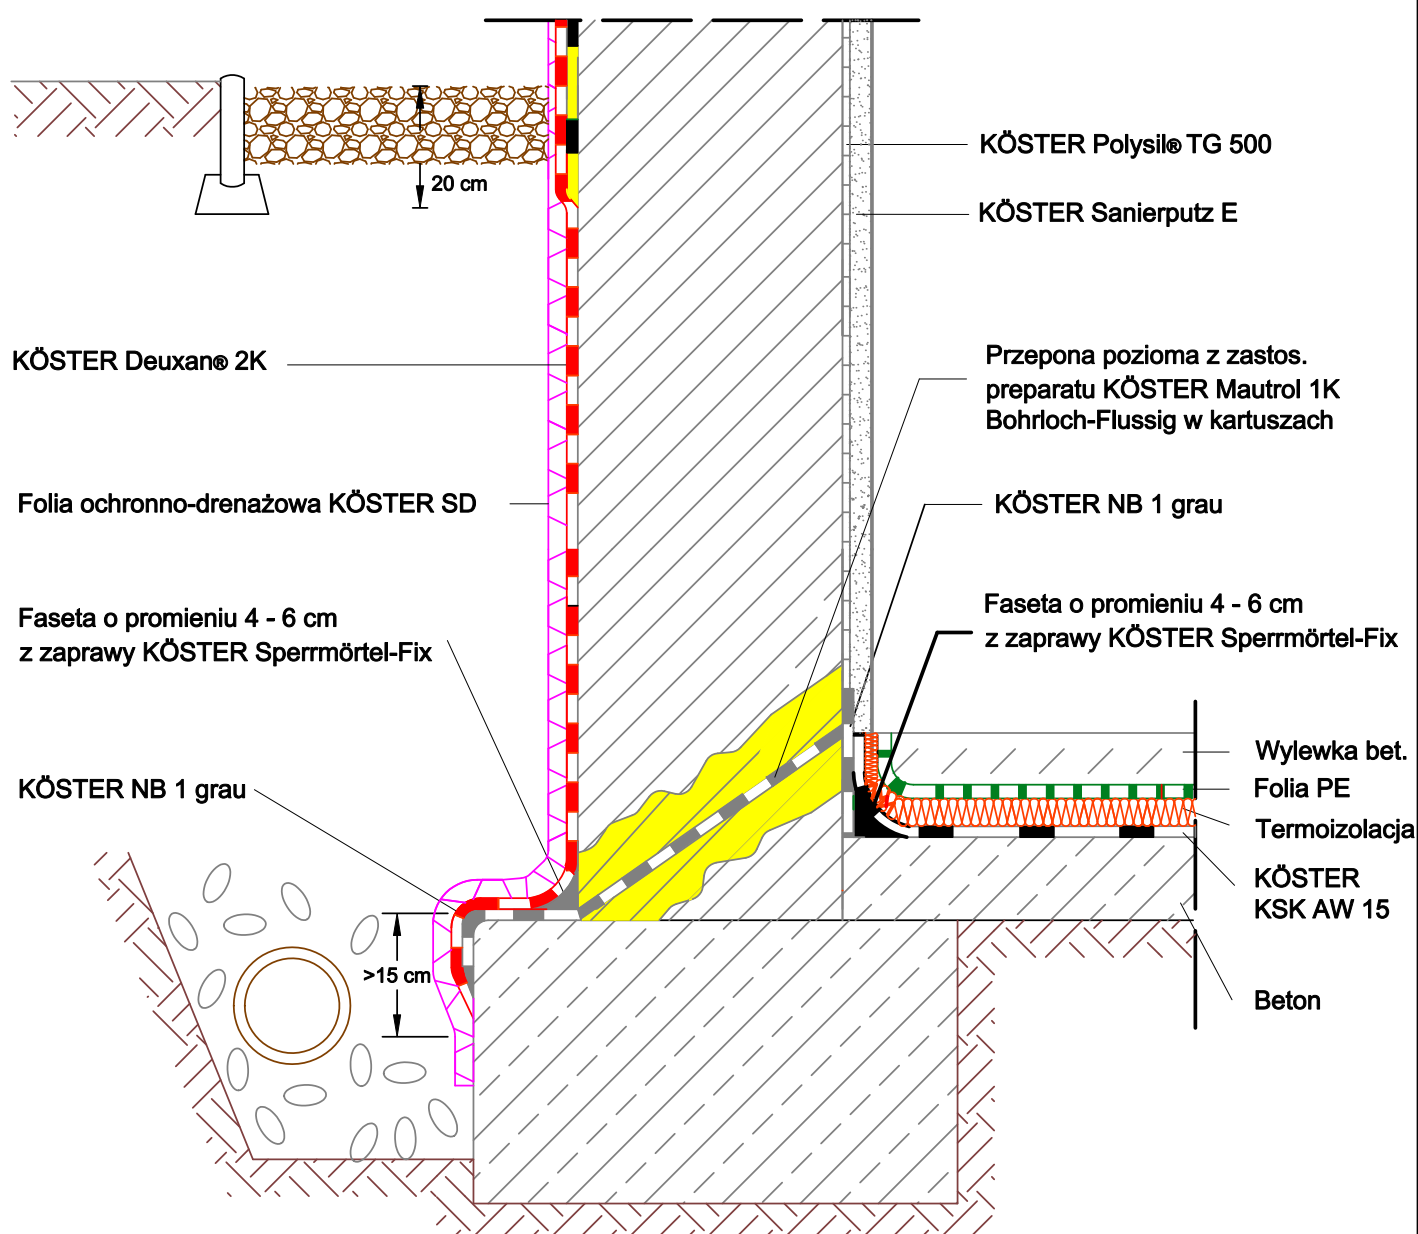 20 cm
KÖSTER Polysil® TG 500
KÖSTER Sanierputz E
KÖSTER Deuxan® 2K
Przepona pozioma z zastos.
preparatu KÖSTER Mautrol 1K
Bohrloch-Flussig w kartuszach
Folia ochronno-drenażowa KÖSTER SD
KÖSTER NB 1 grau
Faseta o promieniu 4 - 6 cm
z zaprawy KÖSTER Sperrmörtel-Fix
Faseta o promieniu 4 - 6 cm
z zaprawy KÖSTER Sperrmörtel-Fix
KÖSTER NB 1 grau
Wylewka bet.
Folia PE
Termoizolacja
KÖSTER
KSK AW 15
>15 cm
Beton